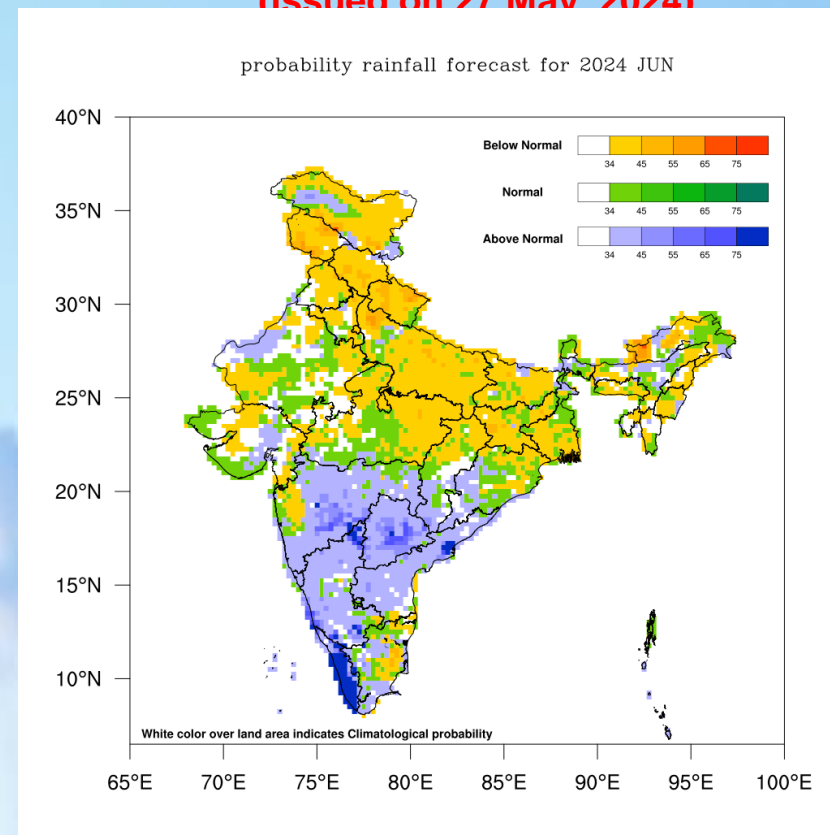 (issued on 27 May, 2024)
probability rainfall forecast for 2024 JUN
40°N
35°N
30°N
25°N
20°N
15°N
10°N
Below Normal
34 45 55 65 75
Normal
34 45 55 65 75
Above Normal
34 45 55 65 75
White color over land area indicates Climatological probability
65°E 70°E 75°E 80°E 85°E 90°E 95°E 100°E